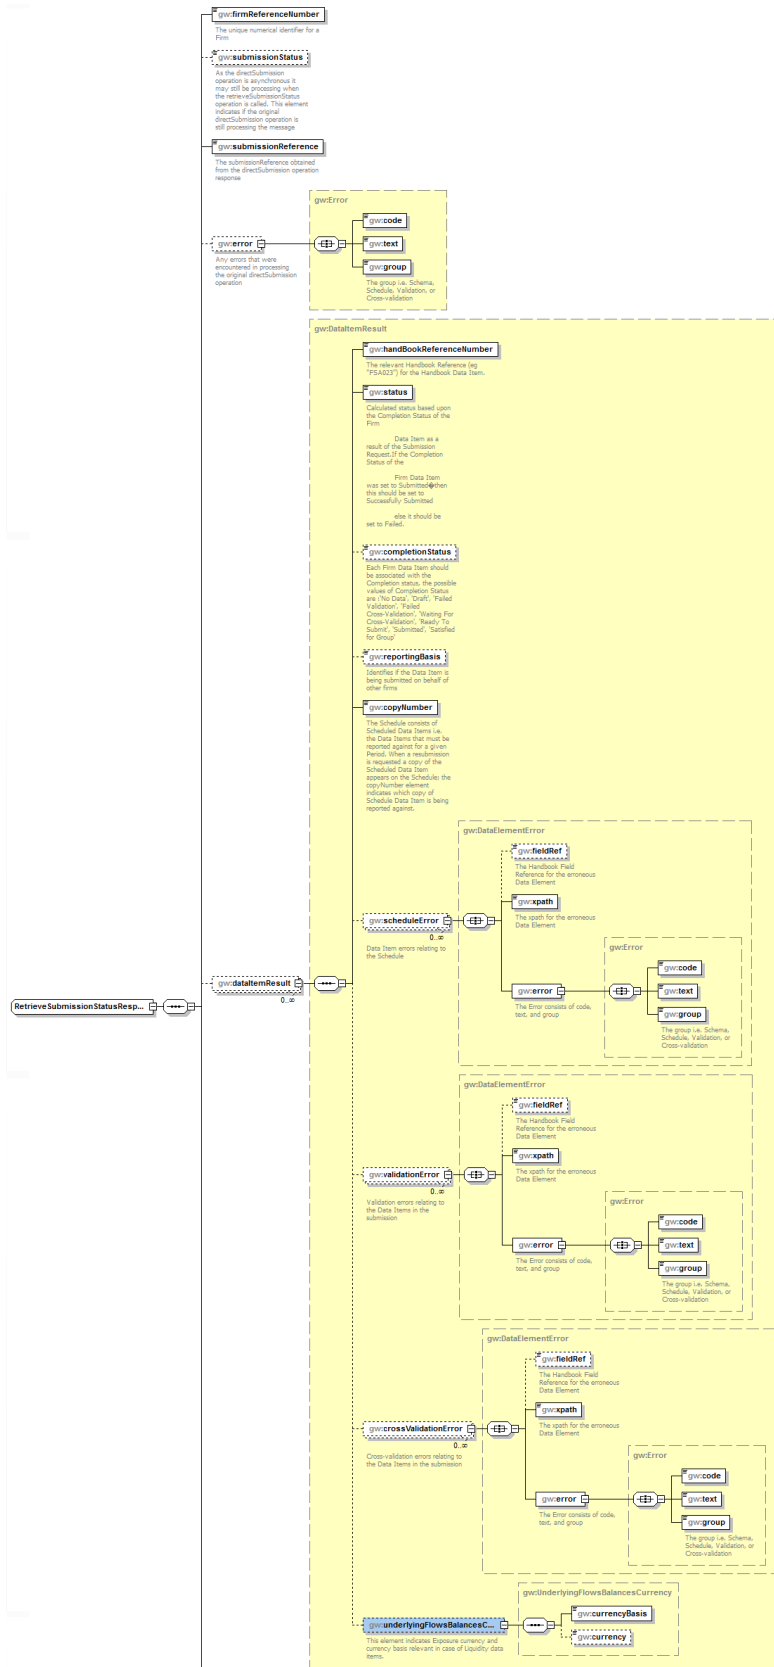 gw:firmReferenceNumber
The unique numerical identifier for a
Firm
gw:submissionStatus
As the directSubmission
operation is asynchronous it
may still be processing when
the retrieveSubmissionStatus
operation is called. This element
indicates if the original
directSubmission operation is
still processing the message
gw:submissionReference
The submissionReference obtained
from the directSubmission operation
response
gw:Error
gw:code
gw:error
gw:text
gw:group
Any errors that were
encountered in processing
the original directSubmission
operation
The group i.e. Schema,
Schedule, Validation, or
Cross-validation
gw:DataItemResult
gw:handBookReferenceNumber
The relevant Handbook Reference (eg
"FSA023") for the Handbook Data Item.
gw:status
Calculated status based upon
the Completion Status of the
Firm
Data Item as a
result of the Submission
Request.If the Completion
Status of the
Firm Data Item
was set to Submitted�then
this should be set to
Successfully Submitted
else it should be
set to Failed.
gw:completionStatus
Each Firm Data Item should
be associated with the
Completion status, the possible
values of Completion Status
are :'No Data', 'Draft', 'Failed
Validation', 'Failed
Cross-Validation', 'Waiting For
Cross-Validation', 'Ready To
Submit', 'Submitted', 'Satisfied
for Group'
gw:reportingBasis
Identifies if the Data Item is
being submitted on behalf of
other firms
gw:copyNumber
The Schedule consists of
Scheduled Data Items i.e.
the Data Items that must be
reported against for a given
Period. When a resubmission
is requested a copy of the
Scheduled Data Item
appears on the Schedule; the
copyNumber element
indicates which copy of
Schedule Data Item is being
reported against.
gw:DataElementError
gw:fieldRef
The Handbook Field
Reference for the erroneous
Data Element
gw:xpath
The xpath for the erroneous
Data Element
gw:scheduleError
0..∞
Data Item errors relating to
the Schedule
gw:Error
gw:code
gw:error
gw:text
gw:group
The Error consists of code,
text, and group
The group i.e. Schema,
Schedule, Validation, or
Cross-validation
gw:dataItemResult
0..∞
RetrieveSubmissionStatusResp...
gw:DataElementError
gw:fieldRef
The Handbook Field
Reference for the erroneous
Data Element
gw:xpath
The xpath for the erroneous
Data Element
gw:validationError
0..∞
Validation errors relating to
the Data Items in the
submission
gw:Error
gw:code
gw:error
gw:text
gw:group
The Error consists of code,
text, and group
The group i.e. Schema,
Schedule, Validation, or
Cross-validation
gw:DataElementError
gw:fieldRef
The Handbook Field
Reference for the erroneous
Data Element
gw:xpath
The xpath for the erroneous
Data Element
gw:crossValidationError
0..∞
Cross-validation errors relating to
the Data Items in the submission
gw:Error
gw:code
gw:error
gw:text
gw:group
The Error consists of code,
text, and group
The group i.e. Schema,
Schedule, Validation, or
Cross-validation
gw:UnderlyingFlowsBalancesCurrency
gw:currencyBasis
gw:underlyingFlowsBalancesC...
gw:currency
This element indicates Exposure currency and
currency basis relevant in case of Liquidity data
items.